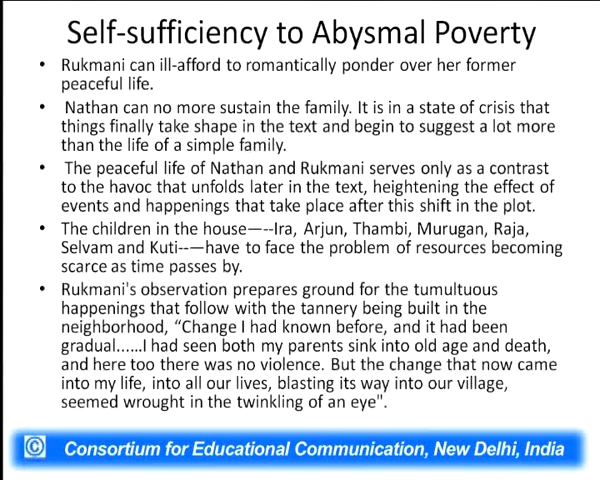 Self-sufficiency to Abysmal Poverty
• Rukmani can ill-afford to romantically ponder over her former
peaceful life.
• Nathan can no more sustain the family. It is in a state of crisis that
things finally take shape in the text and begin to suggest a lot more
than the life of a simple family.
• The peaceful life of Nathan and Rukmani serves only as a contrast
to the havoc that unfolds later in the text, heightening the effect of
events and happenings that take place after this shift in the plot.
• The children in the house—--Ira, Arjun, Thambi, Murugan, Raja,
Selvam and Kuti--—have to face the problem of resources becoming
scarce as time passes by.
• Rukmani's observation prepares ground for the tumultuous
happenings that follow with the tannery being built in the
neighborhood, “Change I had known before, and it had been
gradual......I had seen both my parents sink into old age and death,
and here too there was no violence. But the change that now came
into my life, into all our lives, blasting its way into our village,
seemed wrought in the twinkling of an eye".
© Consortium for Educational Communication, New Delhi, India